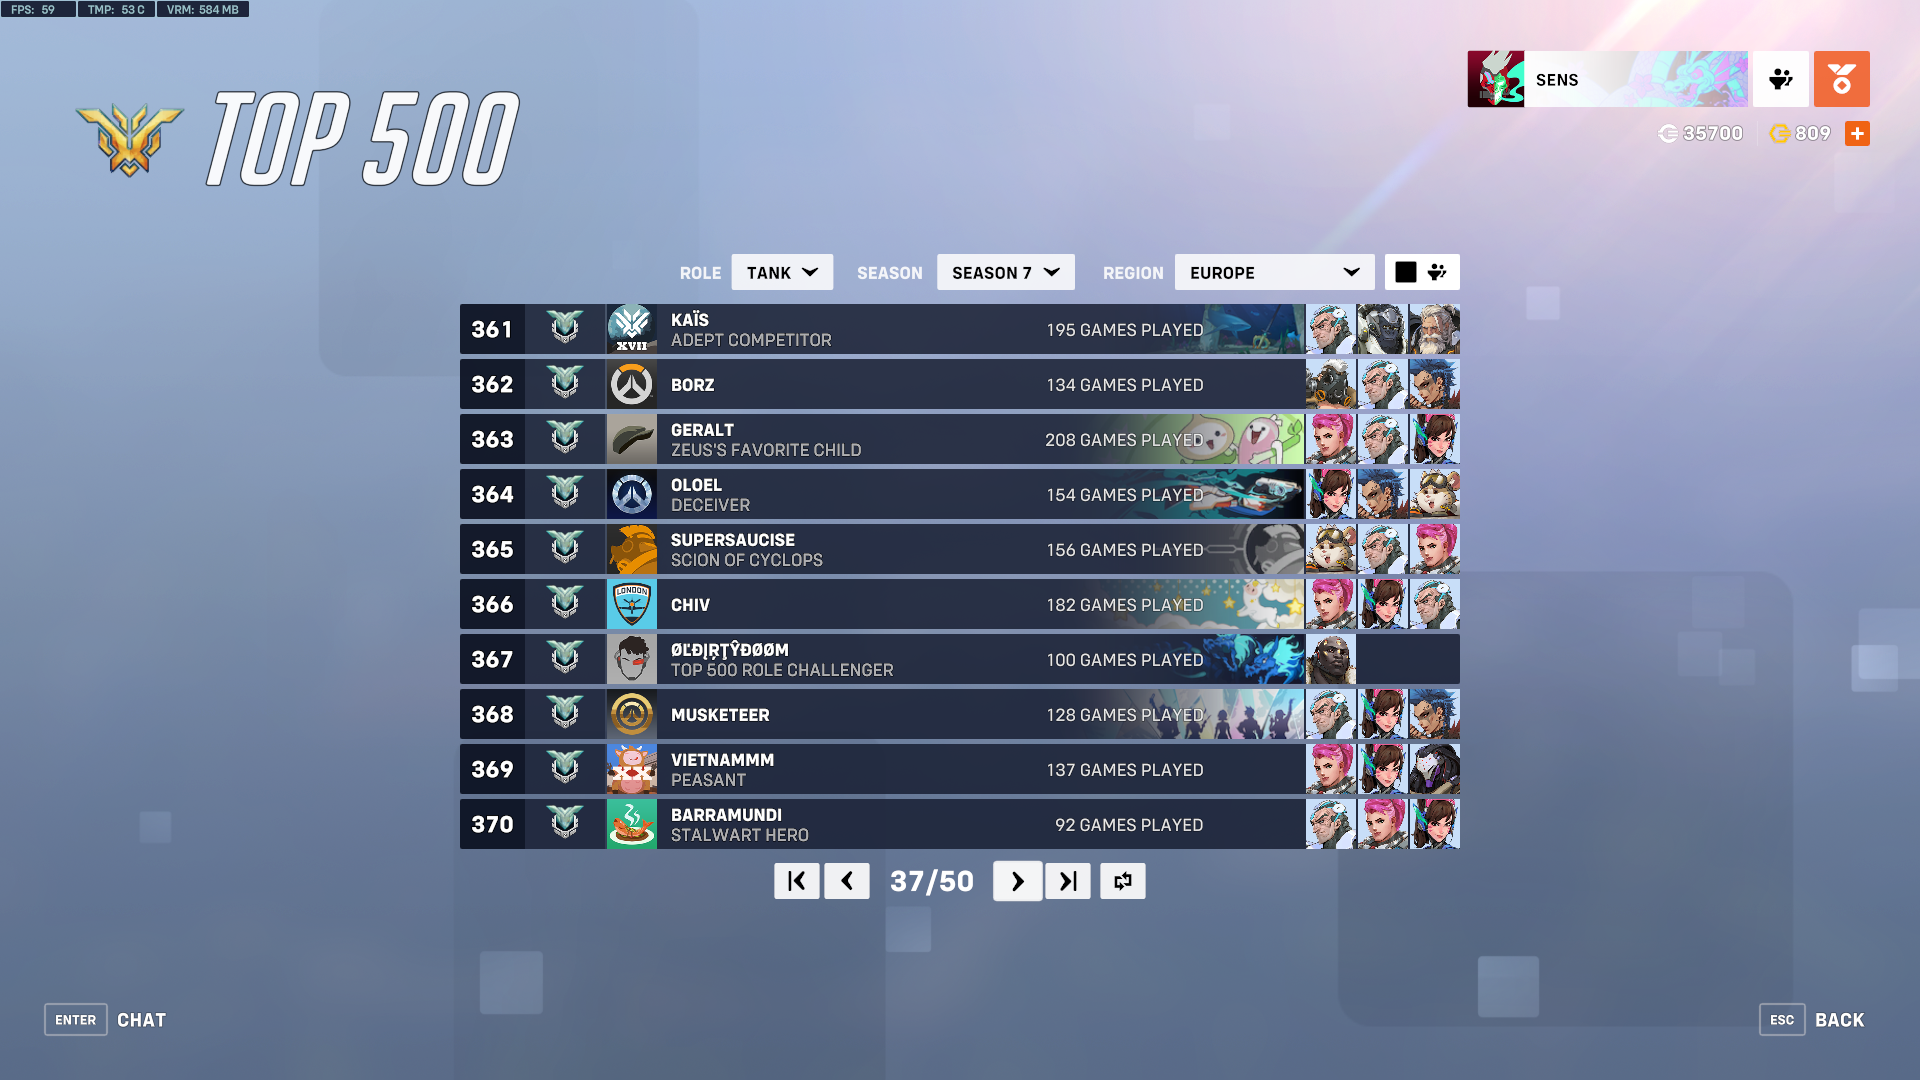 FPS: 59 TMP: 53 C VRM: 584 MB
TOP 500
SENS
35700 809
ROLE TANK SEASON SEASON 7 REGION EUROPE
361 XVII KAÏS ADEPT COMPETITOR 195 GAMES PLAYED
362 BORZ 134 GAMES PLAYED
363 GERALT ZEUS'S FAVORITE CHILD 208 GAMES PLAYED
364 OLOEL DECEIVER 154 GAMES PLAYED
365 SUPERSAUCISE SCION OF CYCLOPS 156 GAMES PLAYED
366 LONDON CHIV 182 GAMES PLAYED
367 ØĽĐĮŖŢŶĐØØM TOP 500 ROLE CHALLENGER 100 GAMES PLAYED
368 MUSKETEER 128 GAMES PLAYED
369 XX VIETNAMMM PEASANT 137 GAMES PLAYED
370 BARRAMUNDI STALWART HERO 92 GAMES PLAYED
37/50
ENTER CHAT
ESC BACK